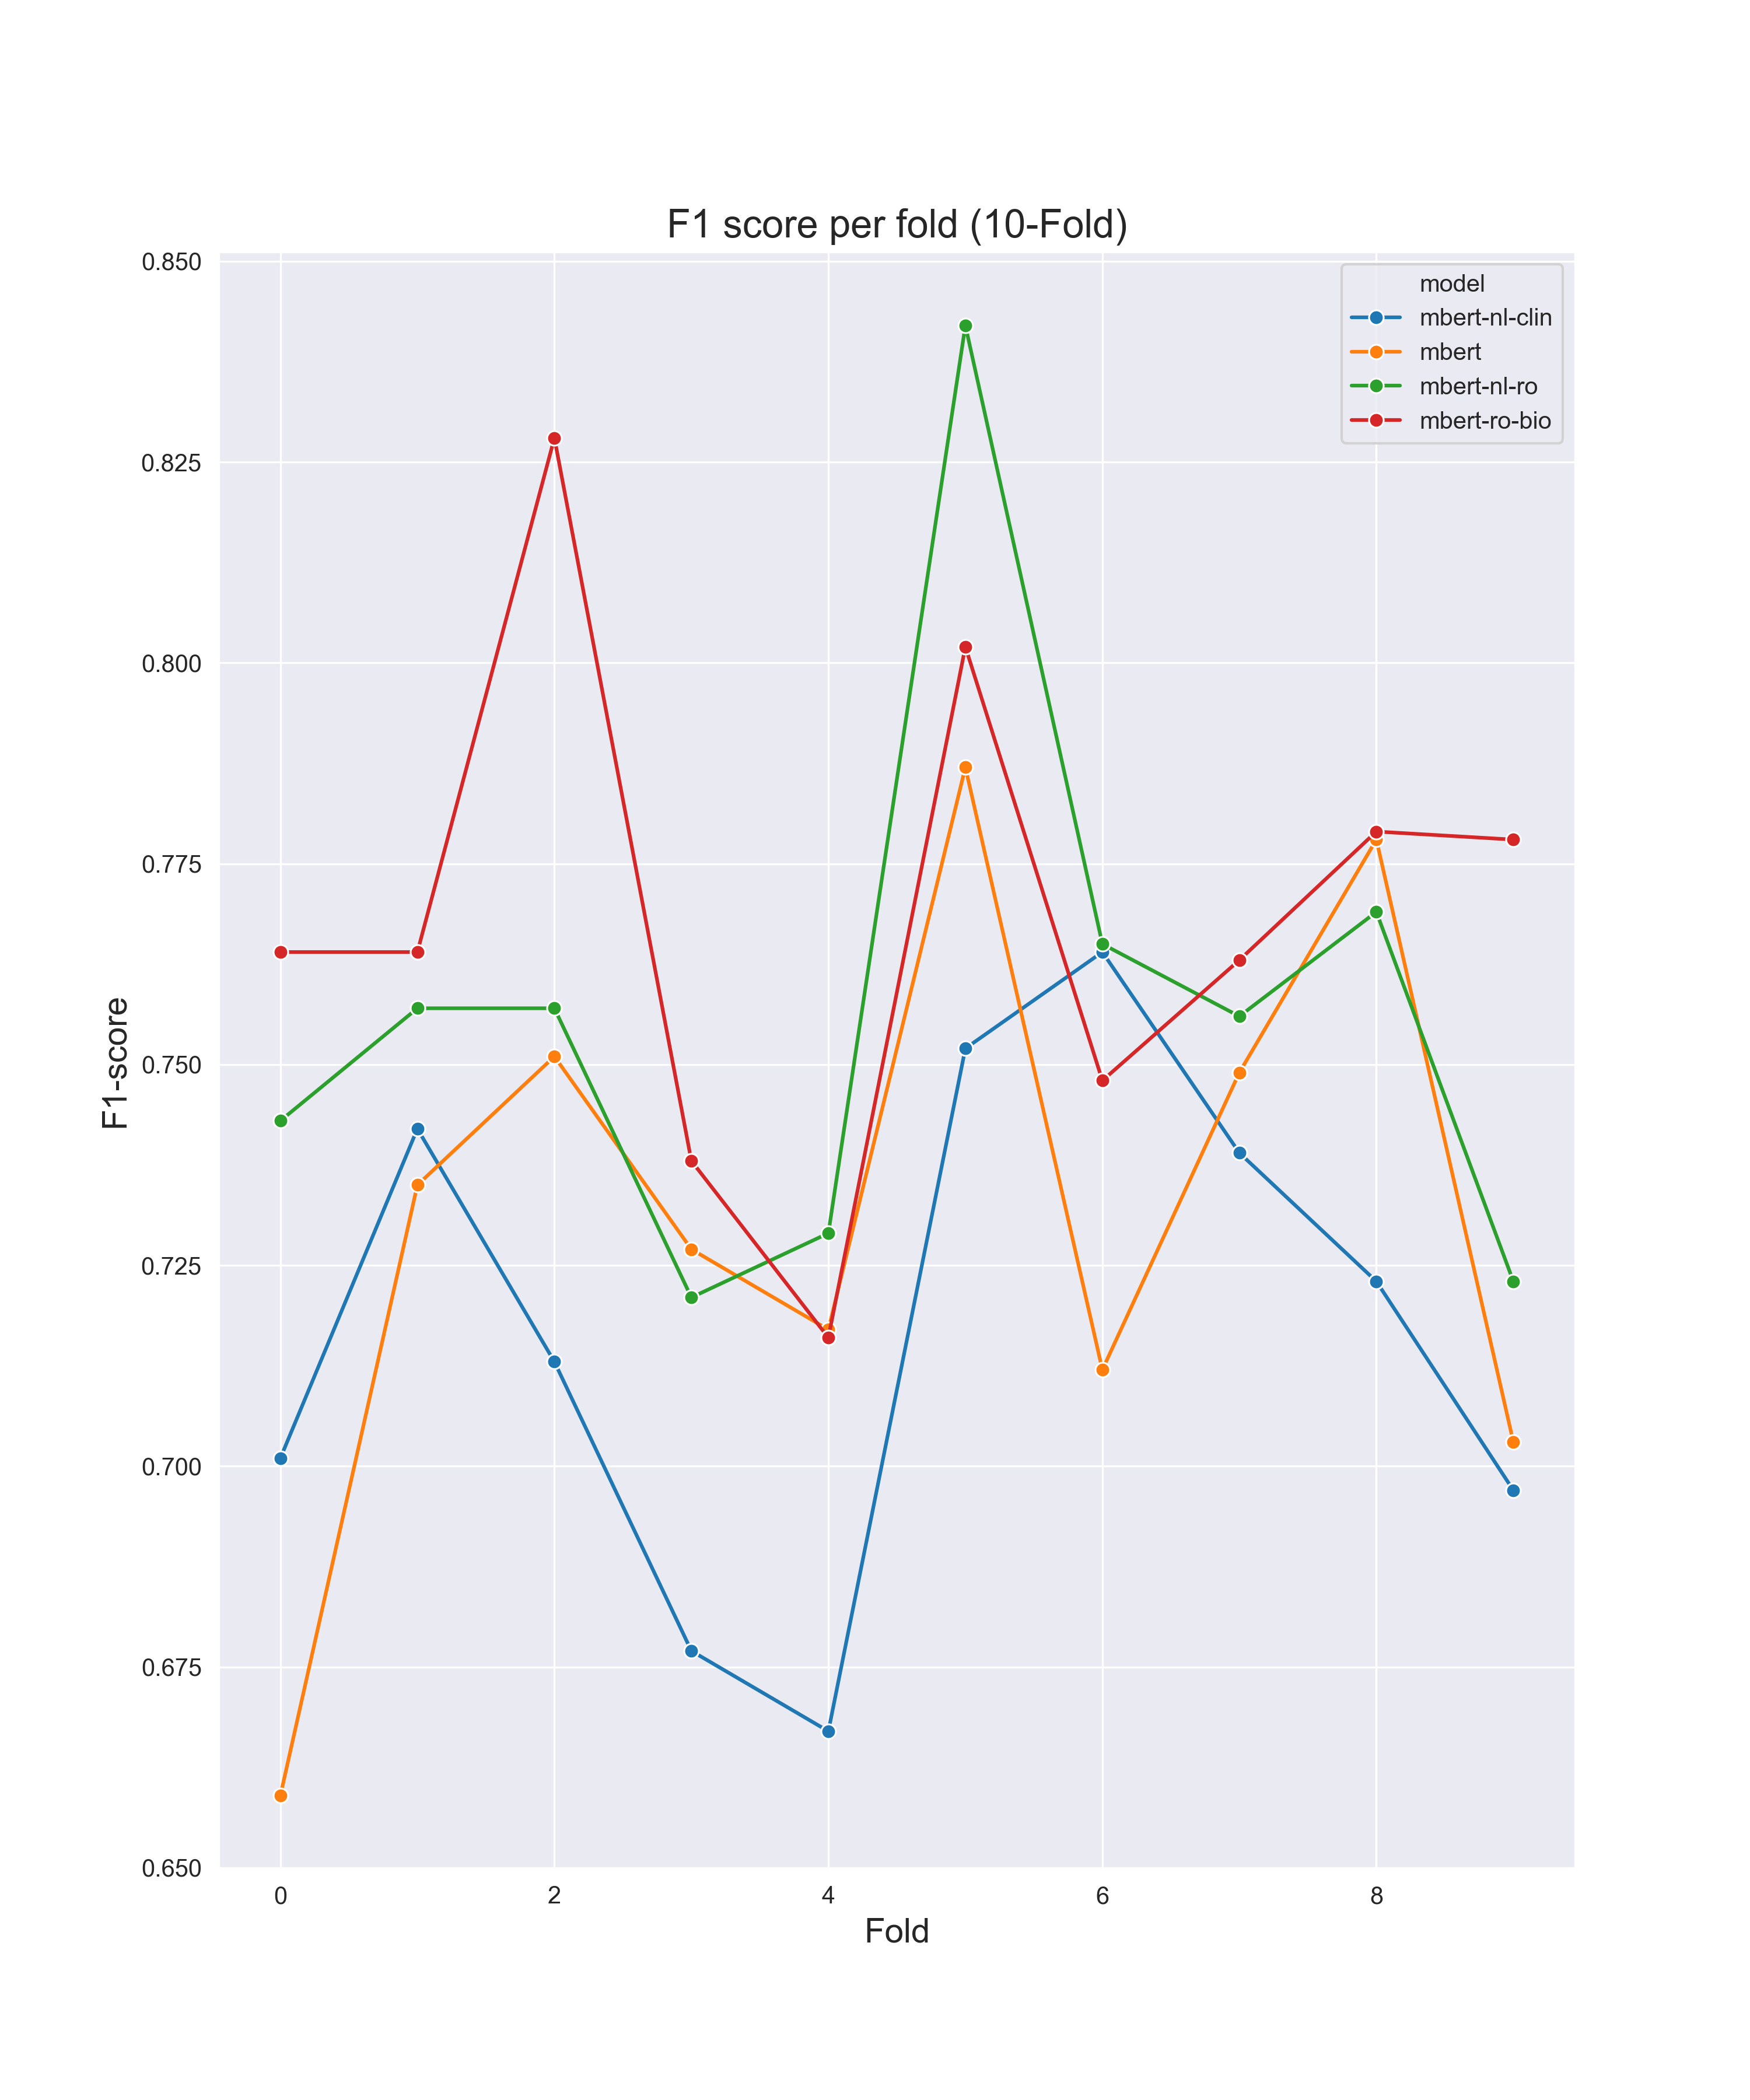 F1 score per fold (10-Fold)
model
mbert-nl-clin
mbert
mbert-nl-ro
mbert-ro-bio
0.850
0.825
0.800
0.775
0.750
0.725
0.700
0.675
0.650
F1-score
0 2 4 6 8
Fold